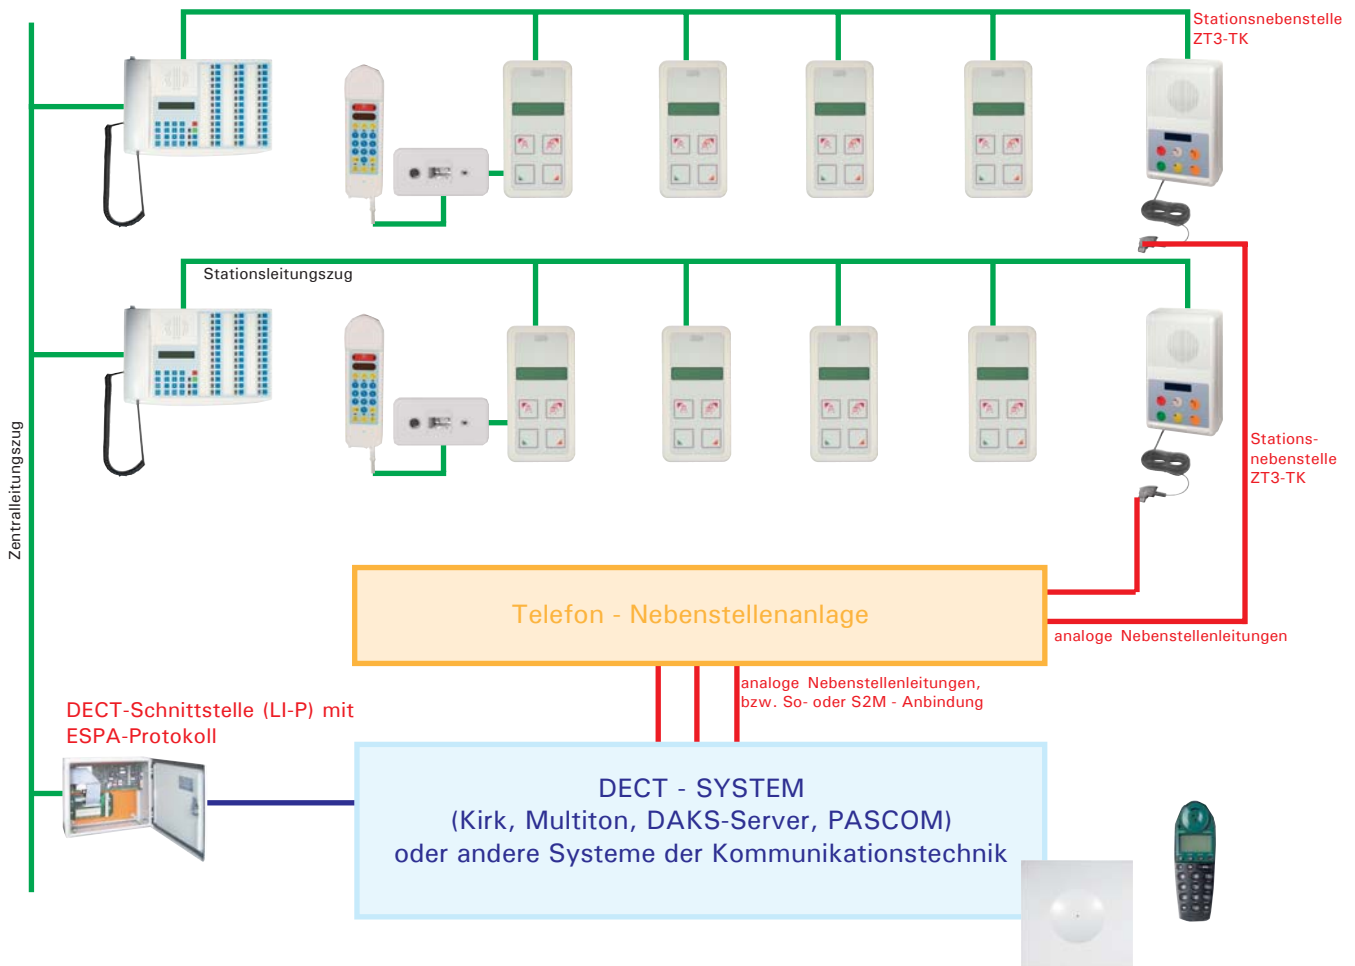 Stationsnebenstelle
ZT3-TK
Stationsleitungszug
Zentralleitungszug
Stations-
nebenstelle
ZT3-TK
Telefon - Nebenstellenanlage
analoge Nebenstellenleitungen
analoge Nebenstellenleitungen,
bzw. So- oder S2M - Anbindung
DECT-Schnittstelle (LI-P) mit
ESPA-Protokoll
DECT - SYSTEM
(Kirk, Multiton, DAKS-Server, PASCOM)
oder andere Systeme der Kommunikationstechnik